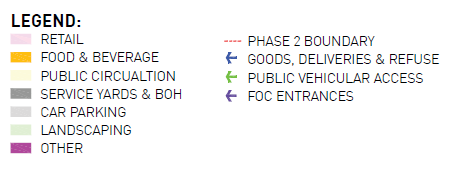 LEGEND:
RETAIL
FOOD & BEVERAGE
PUBLIC CIRCUALTION
SERVICE YARDS & BOH
CAR PARKING
LANDSCAPING
OTHER
PHASE 2 BOUNDARY
GOODS, DELIVERIES & REFUSE
PUBLIC VEHICULAR ACCESS
FOC ENTRANCES